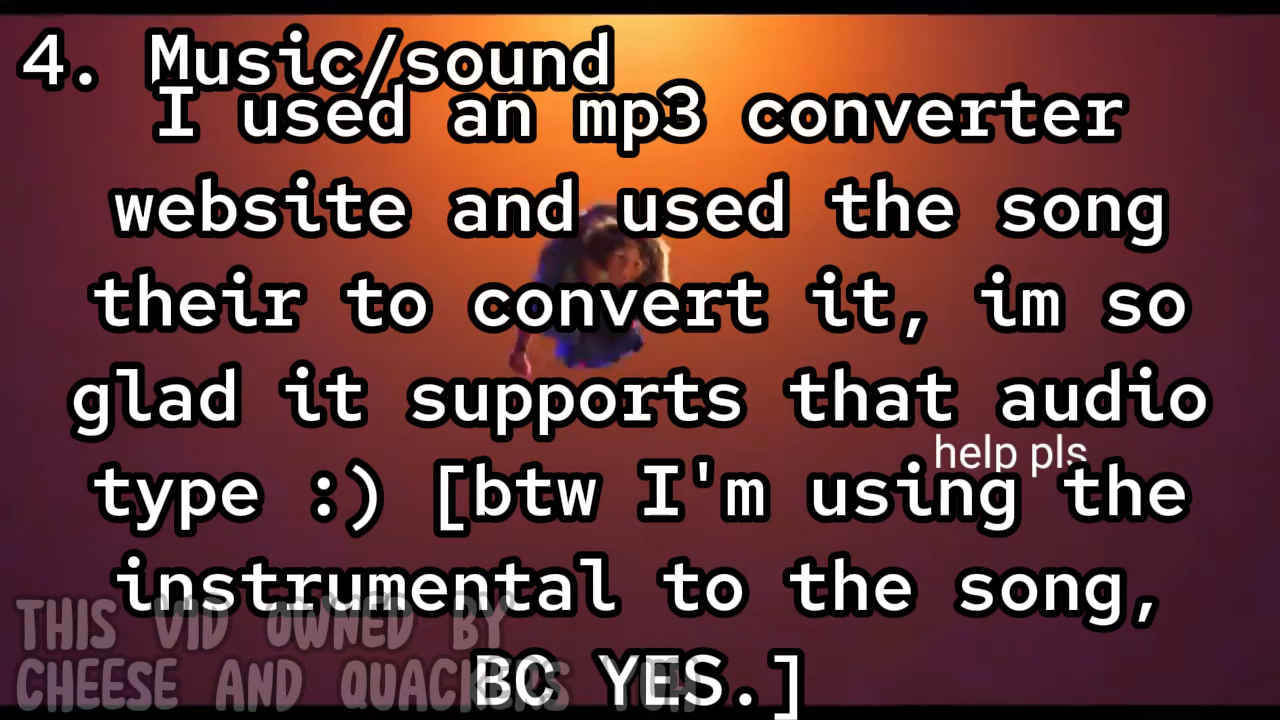 4. Music/sound
I used an mp3 converter
website and used the song
their to convert it, im so
glad it supports that audio
help pls
type :) [btw I'm using the
instrumental to the song,
BC YES.]
THIS VID OWNED BY
CHEESE AND QUACKERS